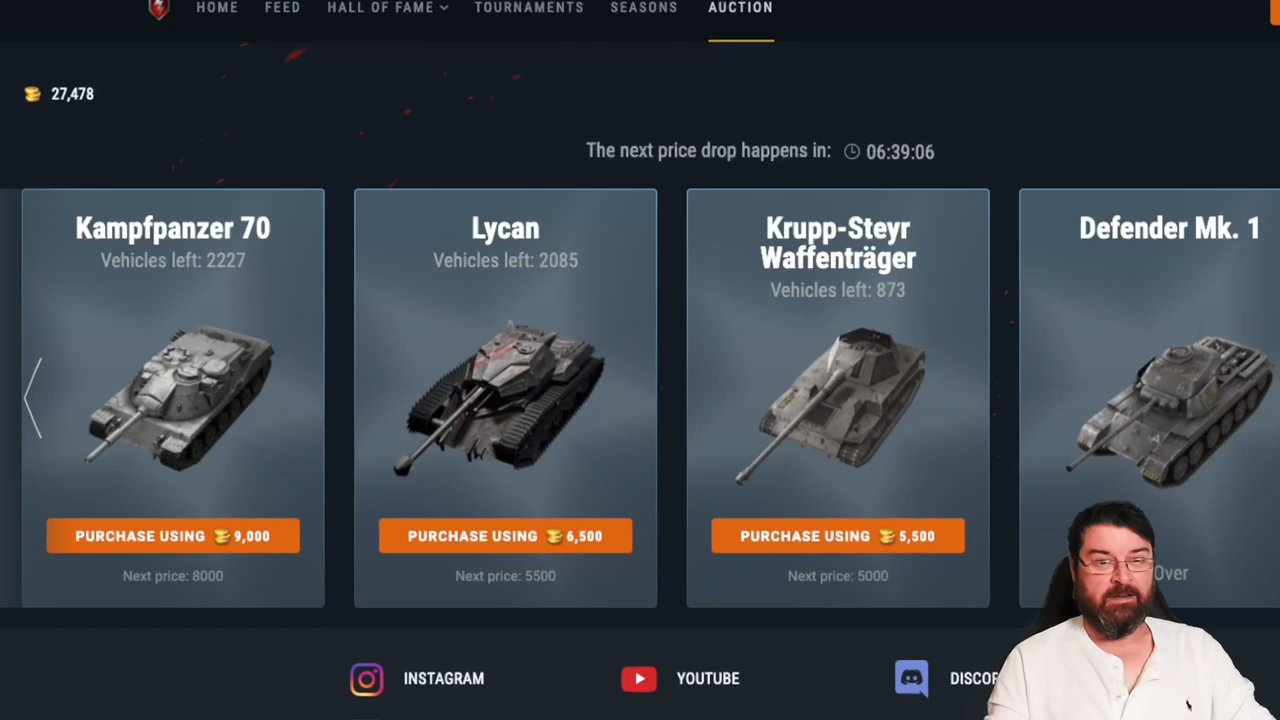 HOME FEED HALL OF FAME TOURNAMENTS SEASONS AUCTION
27,478
The next price drop happens in: 06:39:06
Kampfpanzer 70
Vehicles left: 2227
PURCHASE USING 9,000
Next price: 8000
Lycan
Vehicles left: 2085
PURCHASE USING 6,500
Next price: 5500
Krupp-Steyr
Waffenträger
Vehicles left: 873
PURCHASE USING 5,500
Next price: 5000
Defender Mk. 1
Over
INSTAGRAM YOUTUBE DISCO